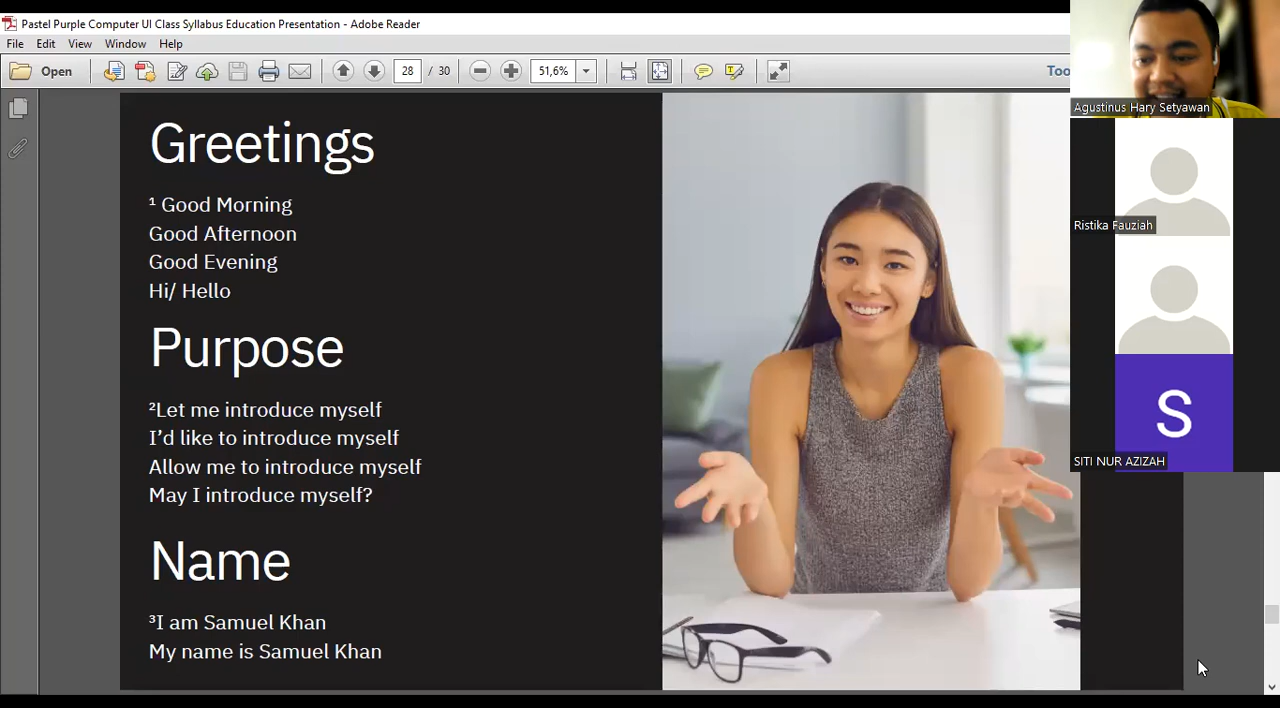 Pastel Purple Computer UI Class Syllabus Education Presentation - Adobe Reader
File Edit View Window Help
Open 28 / 30 51,6% Too
Greetings
¹ Good Morning
Good Afternoon
Good Evening
Hi/ Hello
Purpose
²Let me introduce myself
I'd like to introduce myself
Allow me to introduce myself
May I introduce myself?
Name
³I am Samuel Khan
My name is Samuel Khan
Agustinus Hary Setyawan
Ristika Fauziah
S
SITI NUR AZIZAH